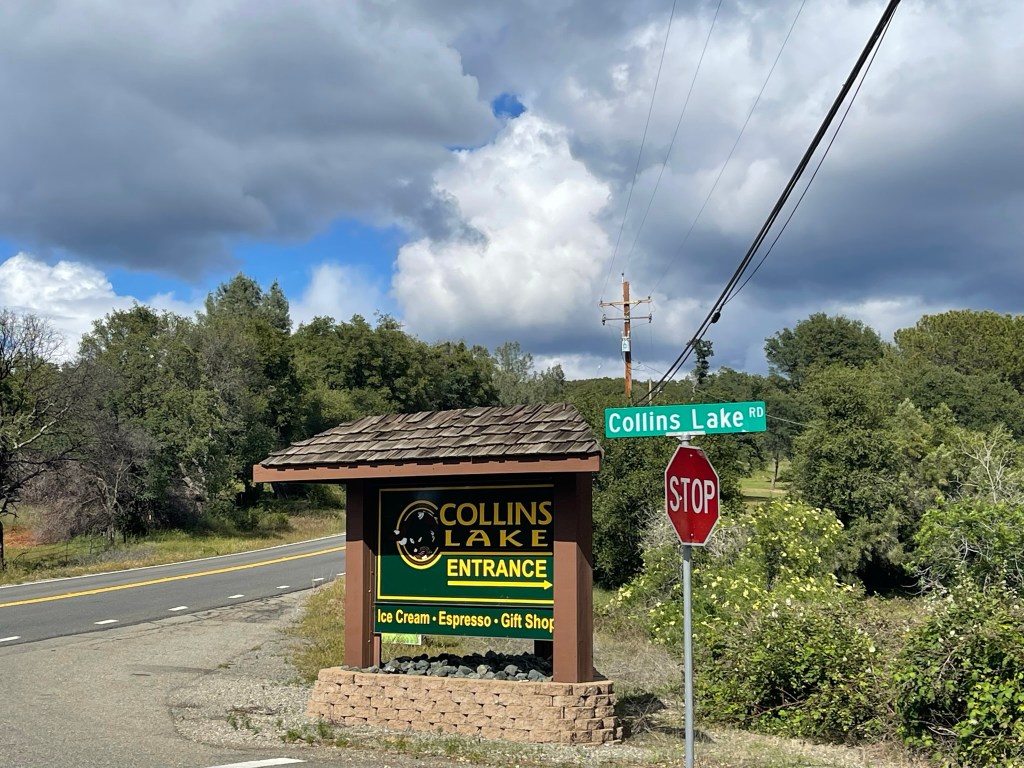 Collins Lake RD
STOP
COLLINS
LAKE
ENTRANCE
Ice Cream • Espresso • Gift Shop